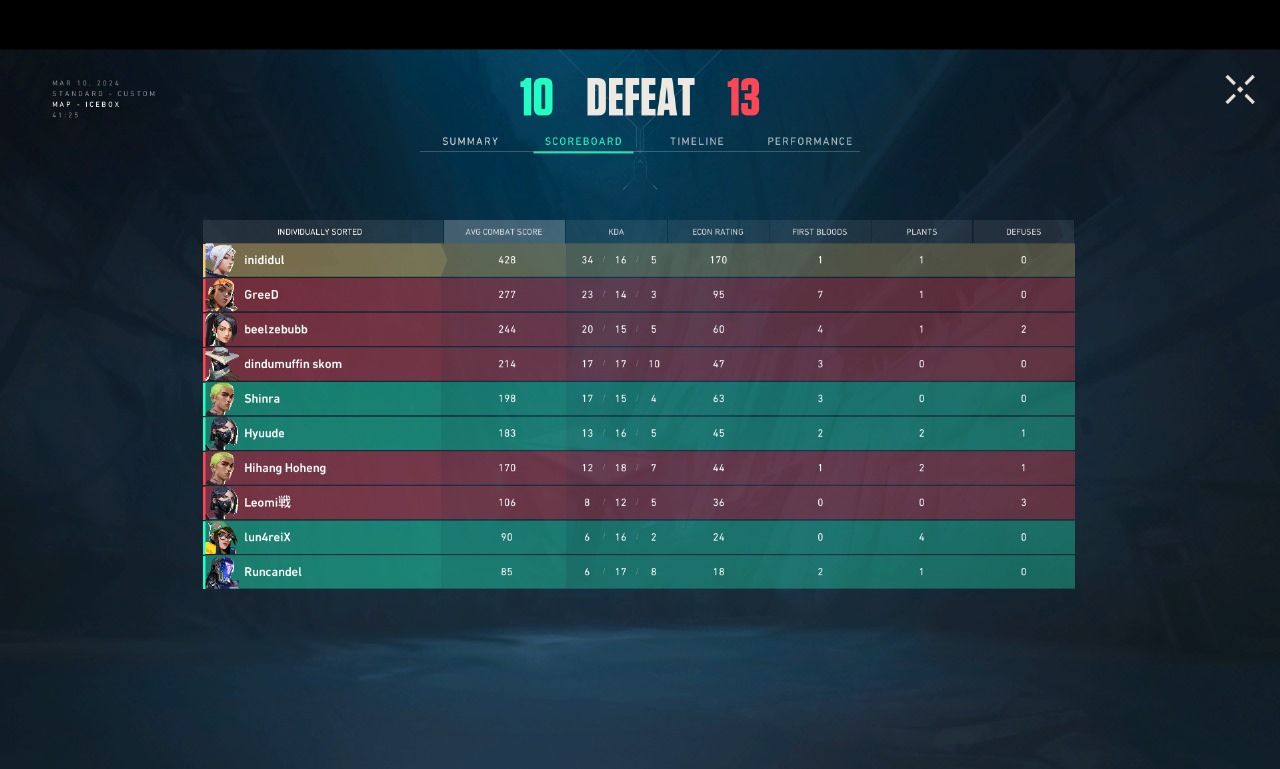 10 DEFEAT 13
MAR 10, 2024
STANDARD - CUSTOM
MAP - ICEBOX
41:25
SUMMARY SCOREBOARD TIMELINE PERFORMANCE
INDIVIDUALLY SORTED AVG COMBAT SCORE KDA ECON RATING FIRST BLOODS PLANTS DEFUSES
inididul 428 34 / 16 / 5 170 1 1 0
GreeD 277 23 / 14 / 3 95 7 1 0
beelzebubb 244 20 / 15 / 5 60 4 1 2
dindumuffin skom 214 17 / 17 / 10 47 3 0 0
Shinra 198 17 / 15 / 4 63 3 0 0
Hyuude 183 13 / 16 / 5 45 2 2 1
Hihang Hoheng 170 12 / 18 / 7 44 1 2 1
Leomi戦 106 8 / 12 / 5 36 0 0 3
lun4reiX 90 6 / 16 / 2 24 0 4 0
Runcandel 85 6 / 17 / 8 18 2 1 0